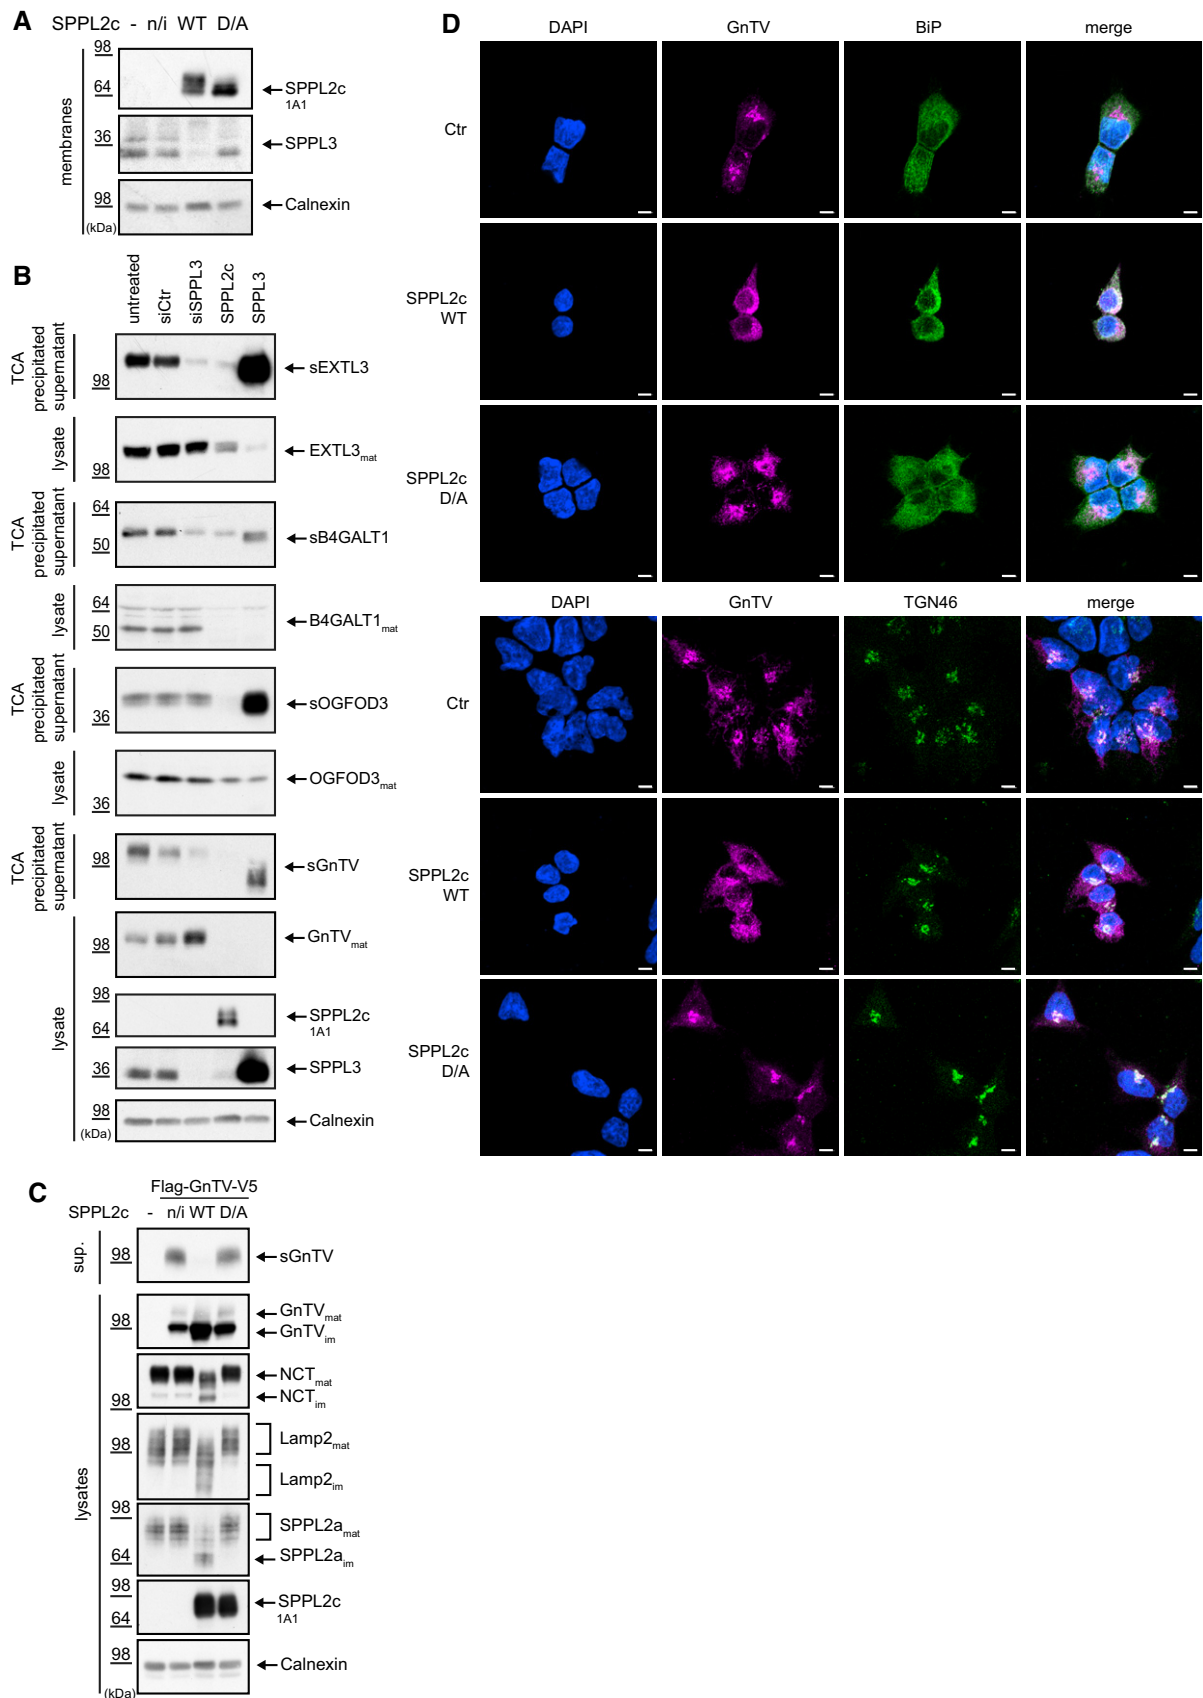 A
SPPL2c - n/i WT D/A
98
64
SPPL2c
1A1
36
SPPL3
98
Calnexin
(kDa)
membranes
B
untreated
siCtr
siSPPL3
SPPL2c
SPPL3
TCA precipitated supernatant
98
sEXTL3
lysate
98
EXTL3mat
TCA precipitated supernatant
64
50
sB4GALT1
lysate
64
50
B4GALT1mat
TCA precipitated supernatant
36
sOGFOD3
lysate
36
OGFOD3mat
TCA precipitated supernatant
98
sGnTV
lysate
98
GnTVmat
98
64
SPPL2c
1A1
36
SPPL3
98
(kDa)
Calnexin
C
Flag-GnTV-V5
SPPL2c - n/i WT D/A
sup.
98
sGnTV
lysates
98
GnTVmat
GnTVim
98
NCTmat
NCTim
98
Lamp2mat
Lamp2im
98
64
SPPL2amat
SPPL2aim
98
64
SPPL2c
1A1
98
Calnexin
(kDa)
D
DAPI GnTV BiP merge
Ctr
SPPL2c
WT
SPPL2c
D/A
DAPI GnTV TGN46 merge
Ctr
SPPL2c
WT
SPPL2c
D/A